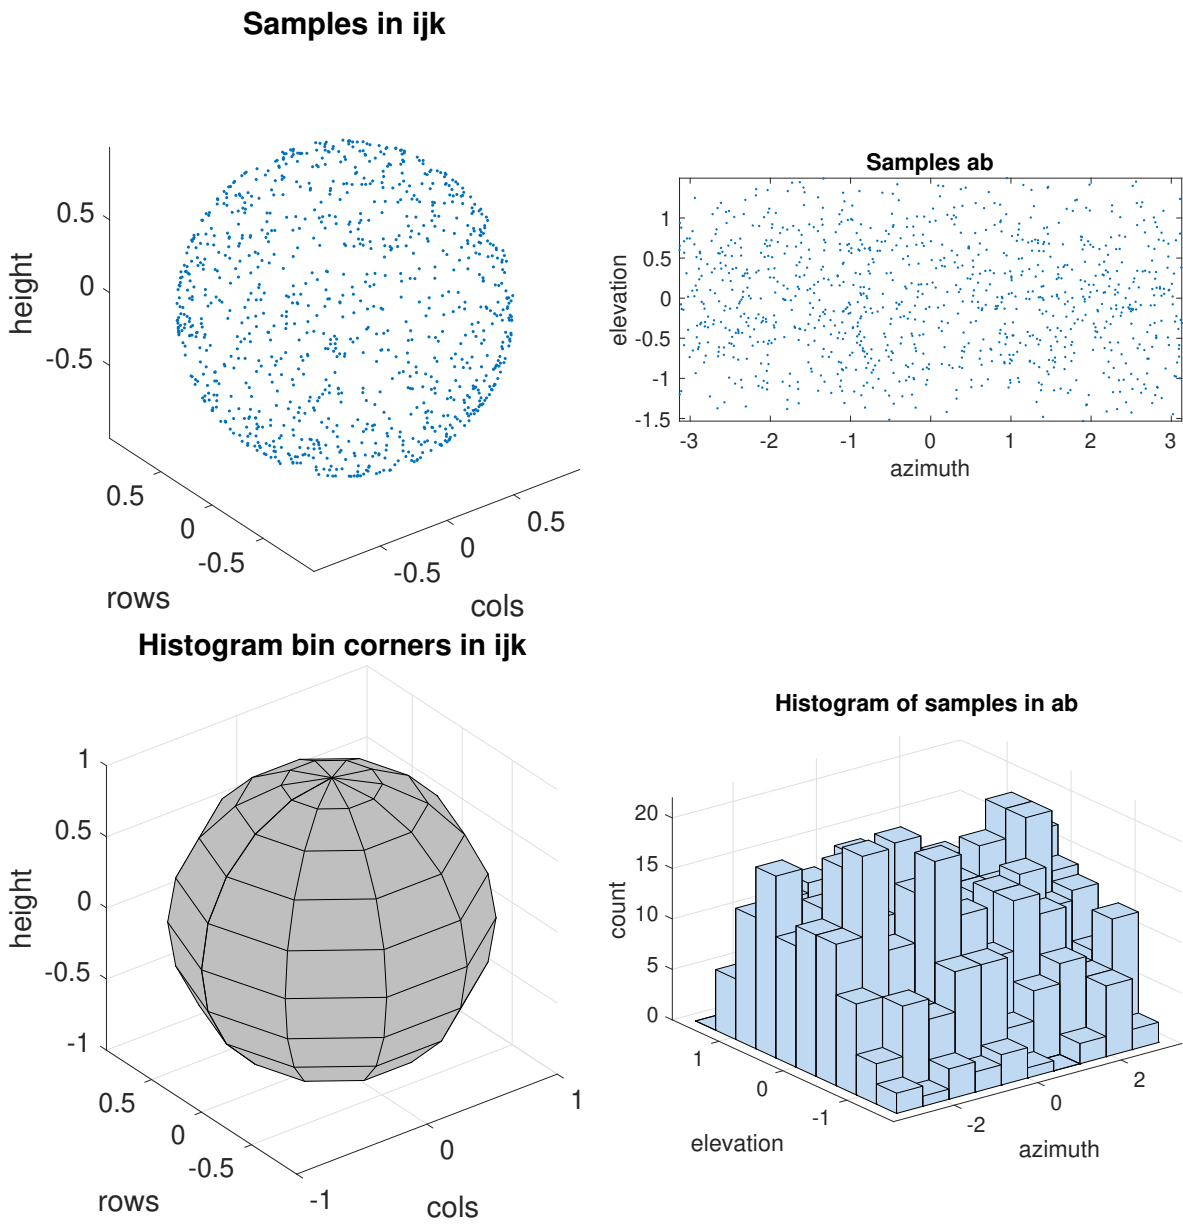 Samples in ijk
0.5
0
-0.5
height
0.5
0
-0.5
rows
-0.5
0
0.5
cols
Samples ab
1
0.5
0
-0.5
-1
-1.5
elevation
-3 -2 -1 0 1 2 3
azimuth
Histogram bin corners in ijk
1
0.5
0
-0.5
-1
height
0.5
0
-0.5
rows
-1
0
1
cols
Histogram of samples in ab
20
15
10
5
0
count
1
0
-1
elevation
-2
0
2
azimuth